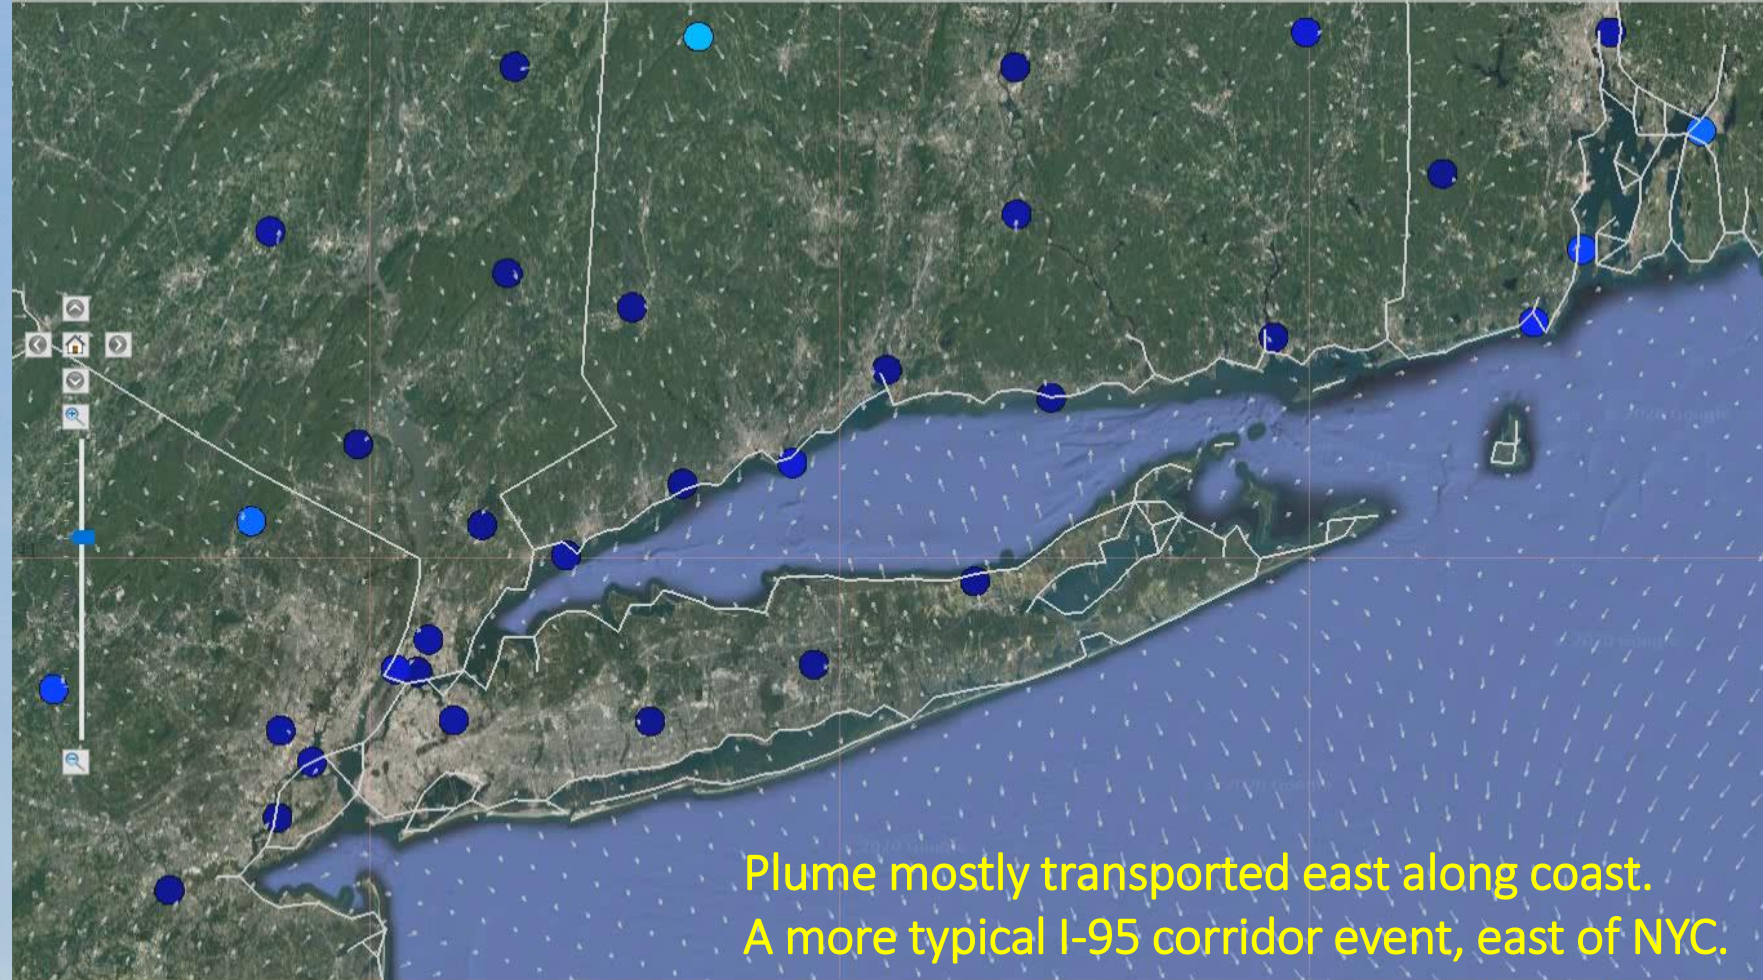 Plume mostly transported east along coast.
A more typical I-95 corridor event, east of NYC.